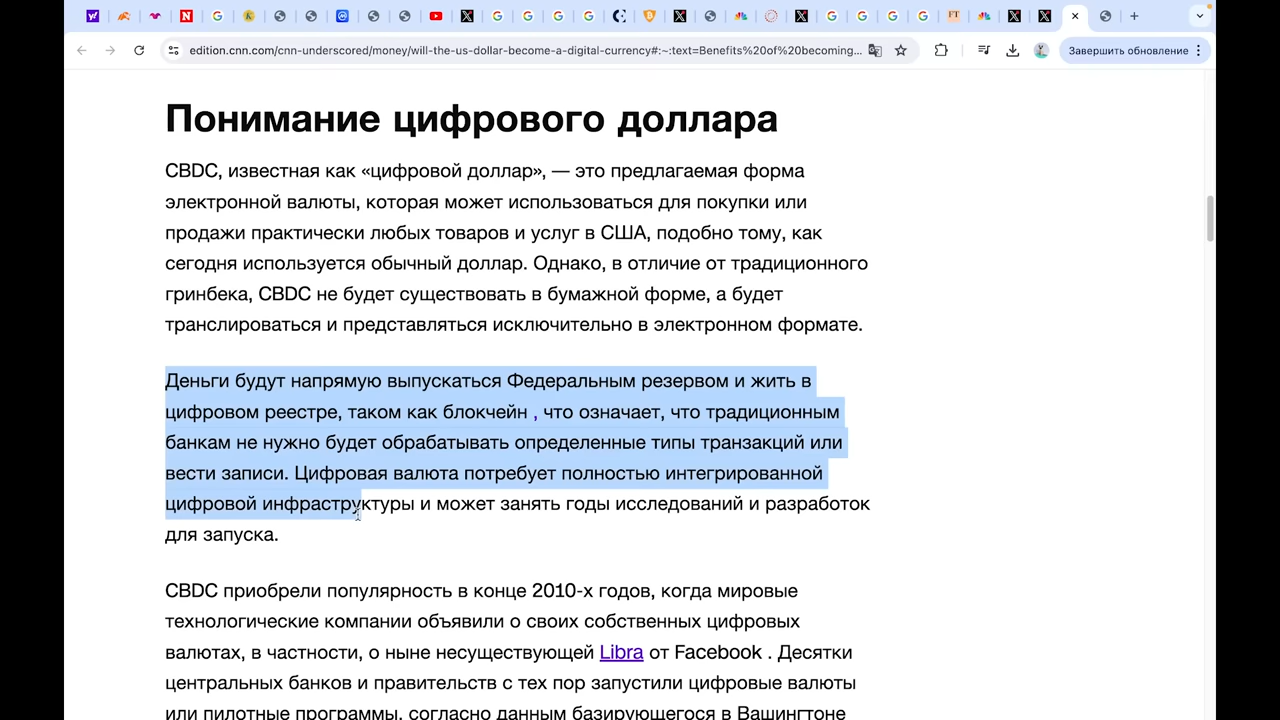 edition.cnn.com/cnn-underscored/money/will-the-us-dollar-become-a-digital-currency#:~:text=Benefits%20of%20becoming...
Завершить обновление
Понимание цифрового доллара
CBDC, известная как «цифровой доллар», — это предлагаемая форма
электронной валюты, которая может использоваться для покупки или
продажи практически любых товаров и услуг в США, подобно тому, как
сегодня используется обычный доллар. Однако, в отличие от традиционного
гринбека, CBDC не будет существовать в бумажной форме, а будет
транслироваться и представляться исключительно в электронном формате.
Деньги будут напрямую выпускаться Федеральным резервом и жить в
цифровом реестре, таком как блокчейн , что означает, что традиционным
банкам не нужно будет обрабатывать определенные типы транзакций или
вести записи. Цифровая валюта потребует полностью интегрированной
цифровой инфраструктуры и может занять годы исследований и разработок
для запуска.
CBDC приобрели популярность в конце 2010-х годов, когда мировые
технологические компании объявили о своих собственных цифровых
валютах, в частности, о ныне несуществующей Libra от Facebook . Десятки
центральных банков и правительств с тех пор запустили цифровые валюты
или пилотные программы, согласно данным базирующегося в Вашингтоне